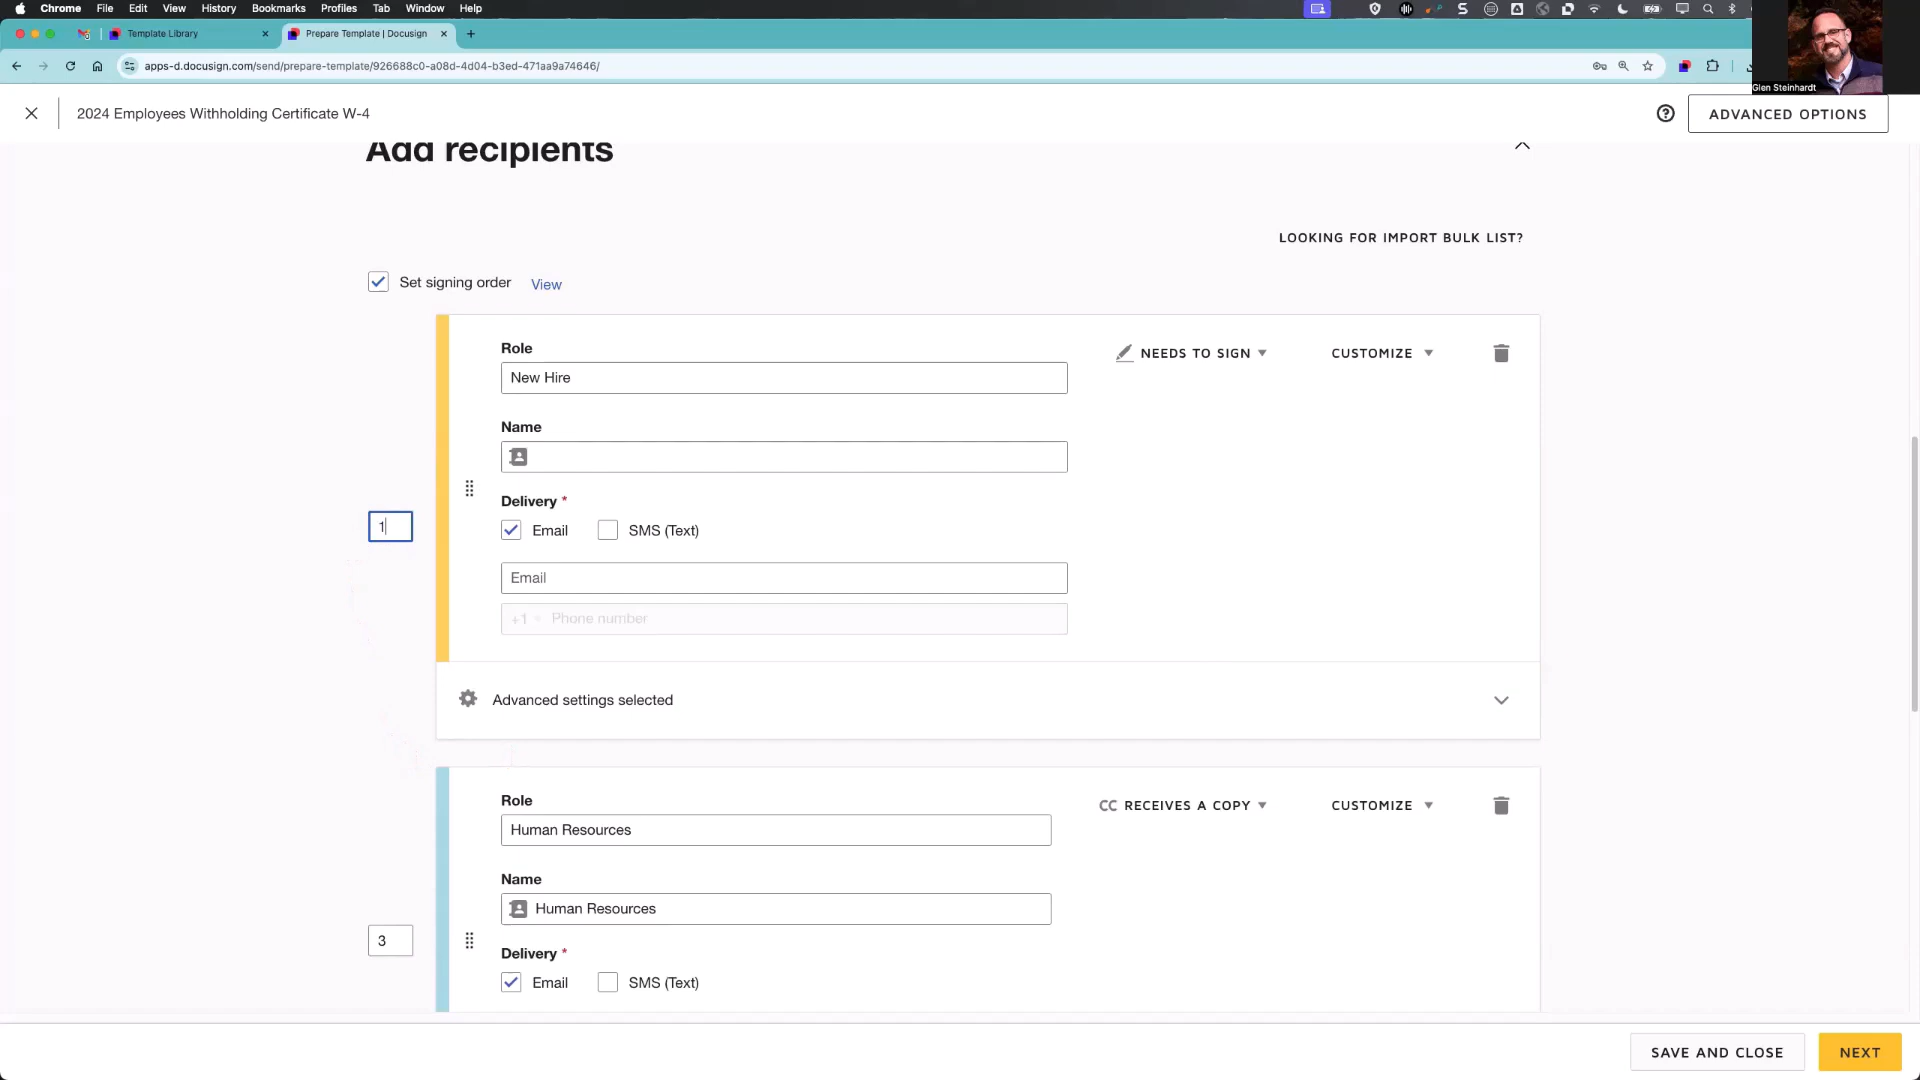 Chrome File Edit View History Bookmarks Profiles Tab Window Help
Template Library
Prepare Template | Docusign
apps-d.docusign.com/send/prepare-template/926688c0-a08d-4d04-b3ed-471aa9a74646/
Glen Steinhardt
2024 Employees Withholding Certificate W-4
ADVANCED OPTIONS
Add recipients
LOOKING FOR IMPORT BULK LIST?
Set signing order View
Role
NEEDS TO SIGN CUSTOMIZE
New Hire
Name
Delivery *
1
Email SMS (Text)
Email
+1 Phone number
Advanced settings selected
Role
CC RECEIVES A COPY CUSTOMIZE
Human Resources
Name
Human Resources
3
Delivery *
Email SMS (Text)
SAVE AND CLOSE NEXT